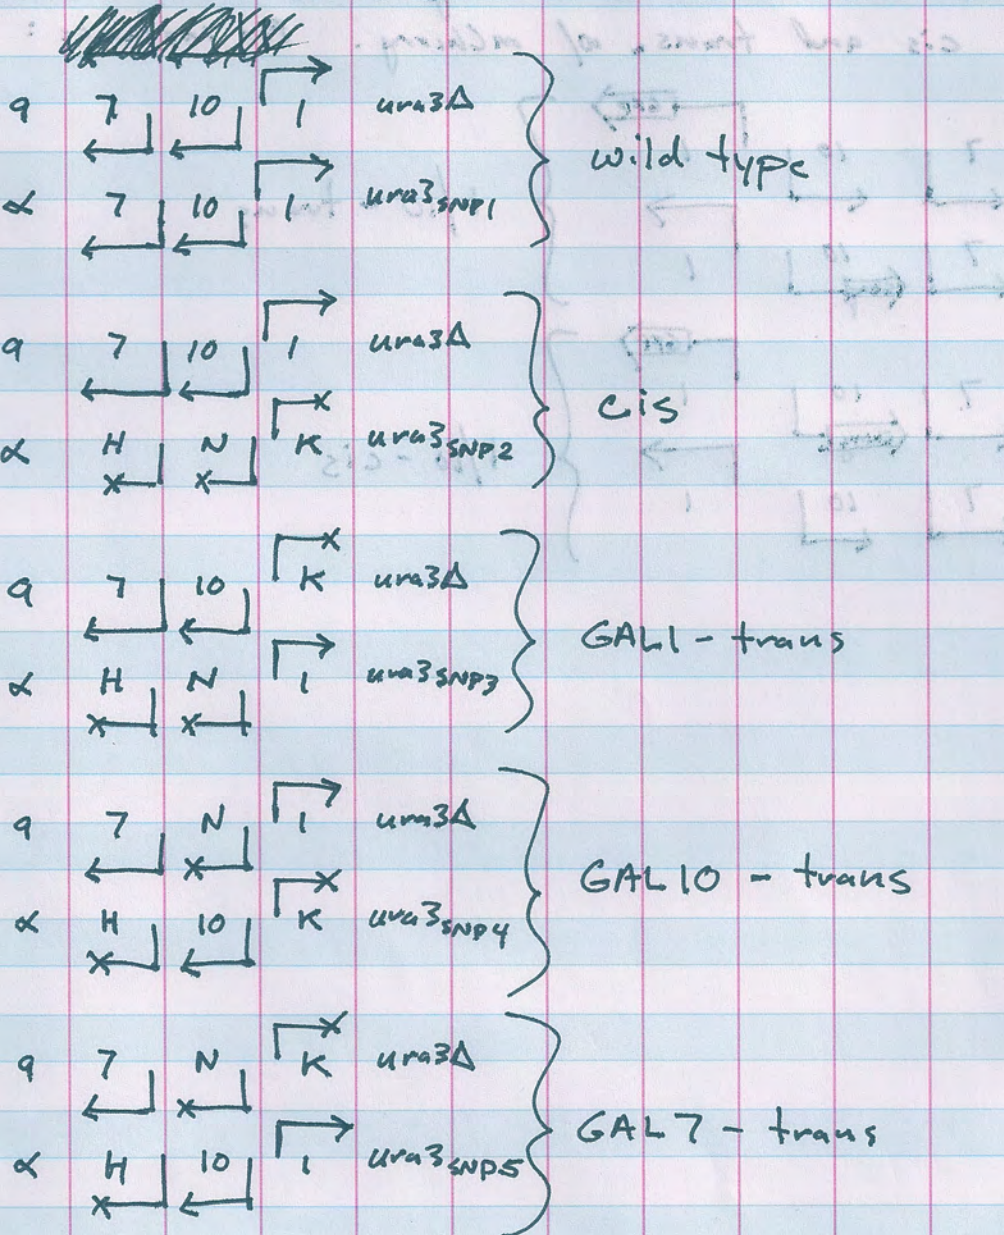 a 7 10 1 ura3Δ
wild type
α 7 10 1 ura3SNP1
a 7 10 1 ura3Δ
cis
α H N K ura3SNP2
a 7 10 K ura3Δ
GAL1 - trans
α H N 1 ura3SNP3
a 7 N 1 ura3Δ
GAL10 - trans
α H 10 K ura3SNP4
a 7 N K ura3Δ
GAL7 - trans
α H 10 1 ura3SNP5